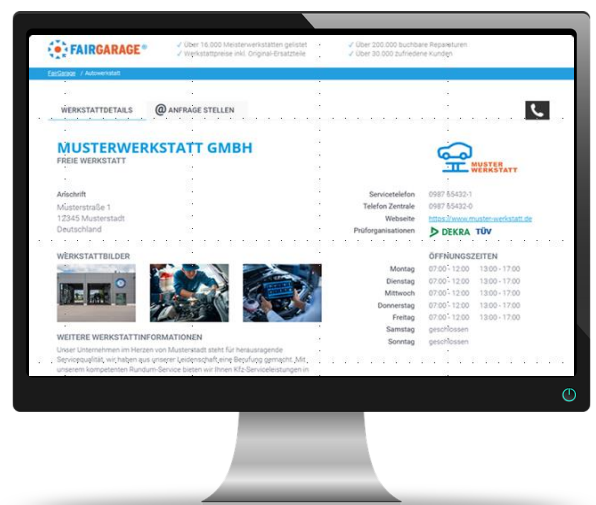 FAIRGARAGE®
✓ Über 16.000 Meisterwerkstätten gelistet
✓ Werkstattpreise inkl. Original-Ersatzteile
✓ Über 200.000 buchbare Reparaturen
✓ Über 30.000 zufriedene Kunden
FairGarage / Autowerkstatt
WERKSTATTDETAILS @ ANFRAGE STELLEN
MUSTERWERKSTATT GMBH
FREIE WERKSTATT
MUSTER
WERKSTATT
Anschrift
Musterstraße 1
12345 Musterstadt
Deutschland
Servicetelefon 0987 65432-1
Telefon Zentrale 0987 65432-0
Webseite https://www.muster-werkstatt.de
Prüforganisationen DEKRA TÜV
WERKSTATTBILDER
ÖFFNUNGSZEITEN
Montag 07:00 - 12:00 13:00 - 17:00
Dienstag 07:00 - 12:00 13:00 - 17:00
Mittwoch 07:00 - 12:00 13:00 - 17:00
Donnerstag 07:00 - 12:00 13:00 - 17:00
Freitag 07:00 - 12:00 13:00 - 17:00
Samstag geschlossen
Sonntag geschlossen
WEITERE WERKSTATTINFORMATIONEN
Unser Unternehmen im Herzen von Musterstadt steht für herausragende
Servicequalität, wir haben aus unserer Leidenschaft eine Berufung gemacht. Mit
unserem kompetenten Rundum-Service bieten wir Ihnen Kfz-Serviceleistungen in